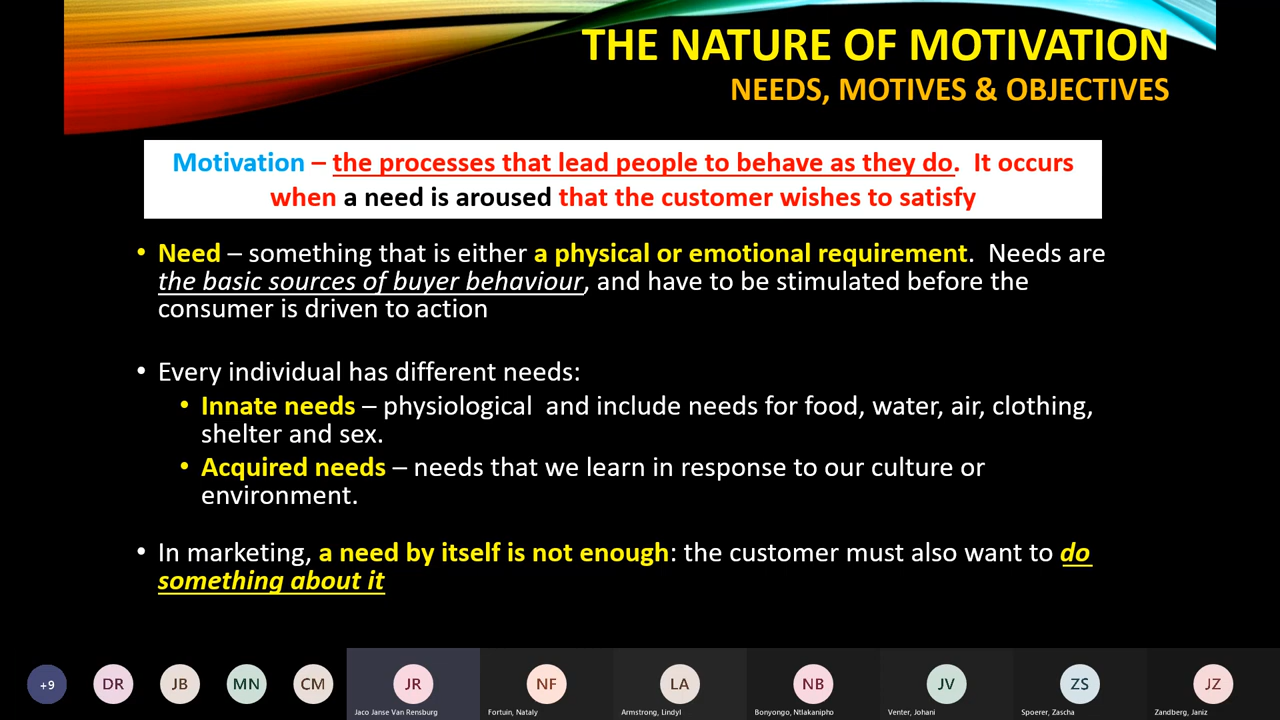 THE NATURE OF MOTIVATION
NEEDS, MOTIVES & OBJECTIVES
Motivation – the processes that lead people to behave as they do.  It occurs
when a need is aroused that the customer wishes to satisfy
• Need – something that is either a physical or emotional requirement.  Needs are
the basic sources of buyer behaviour, and have to be stimulated before the
consumer is driven to action
• Every individual has different needs:
• Innate needs – physiological  and include needs for food, water, air, clothing,
shelter and sex.
• Acquired needs – needs that we learn in response to our culture or
environment.
• In marketing, a need by itself is not enough: the customer must also want to do
something about it
+9 DR JB MN CM JR NF LA NB JV ZS JZ
Jaco Janse Van Rensburg Fortuin, Nataly Armstrong, Lindyl Bonyongo, Ntlakanipho Venter, Johani Spoerer, Zascha Zandberg, Janiz